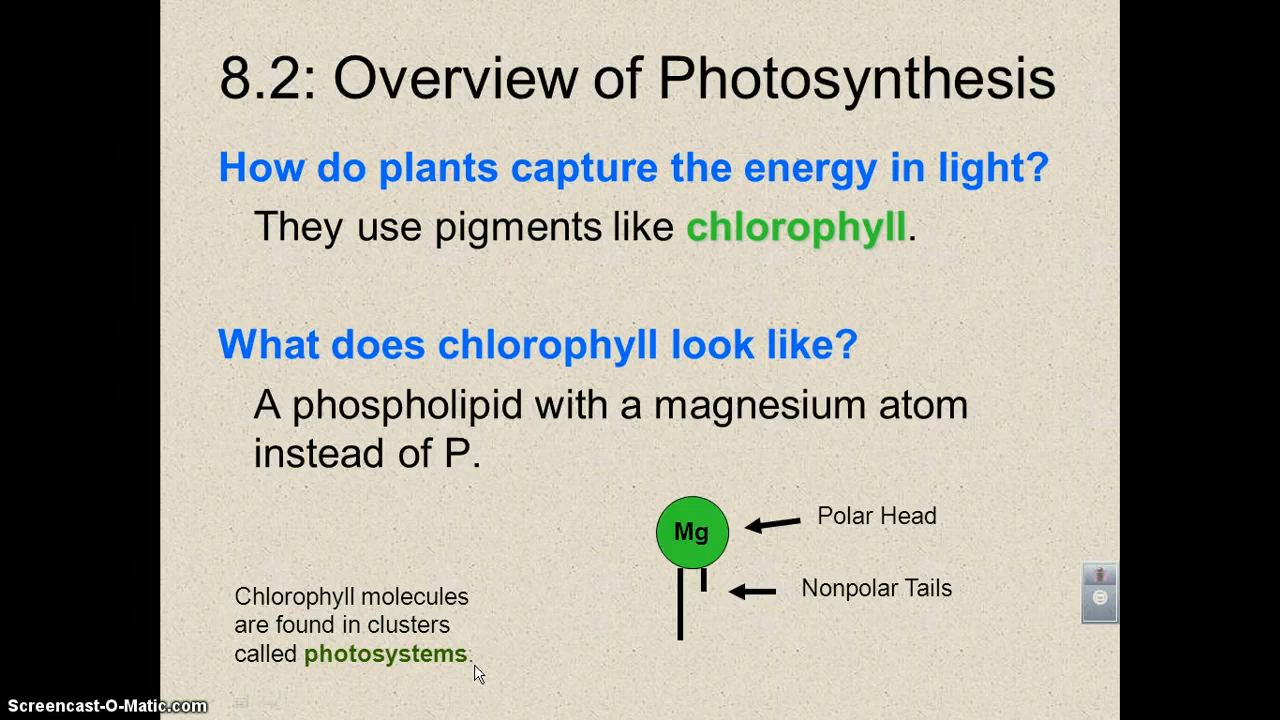 8.2: Overview of Photosynthesis
How do plants capture the energy in light?
They use pigments like chlorophyll.
What does chlorophyll look like?
A phospholipid with a magnesium atom
instead of P.
Mg
Polar Head
Nonpolar Tails
Chlorophyll molecules
are found in clusters
called photosystems.
Screencast-O-Matic.com